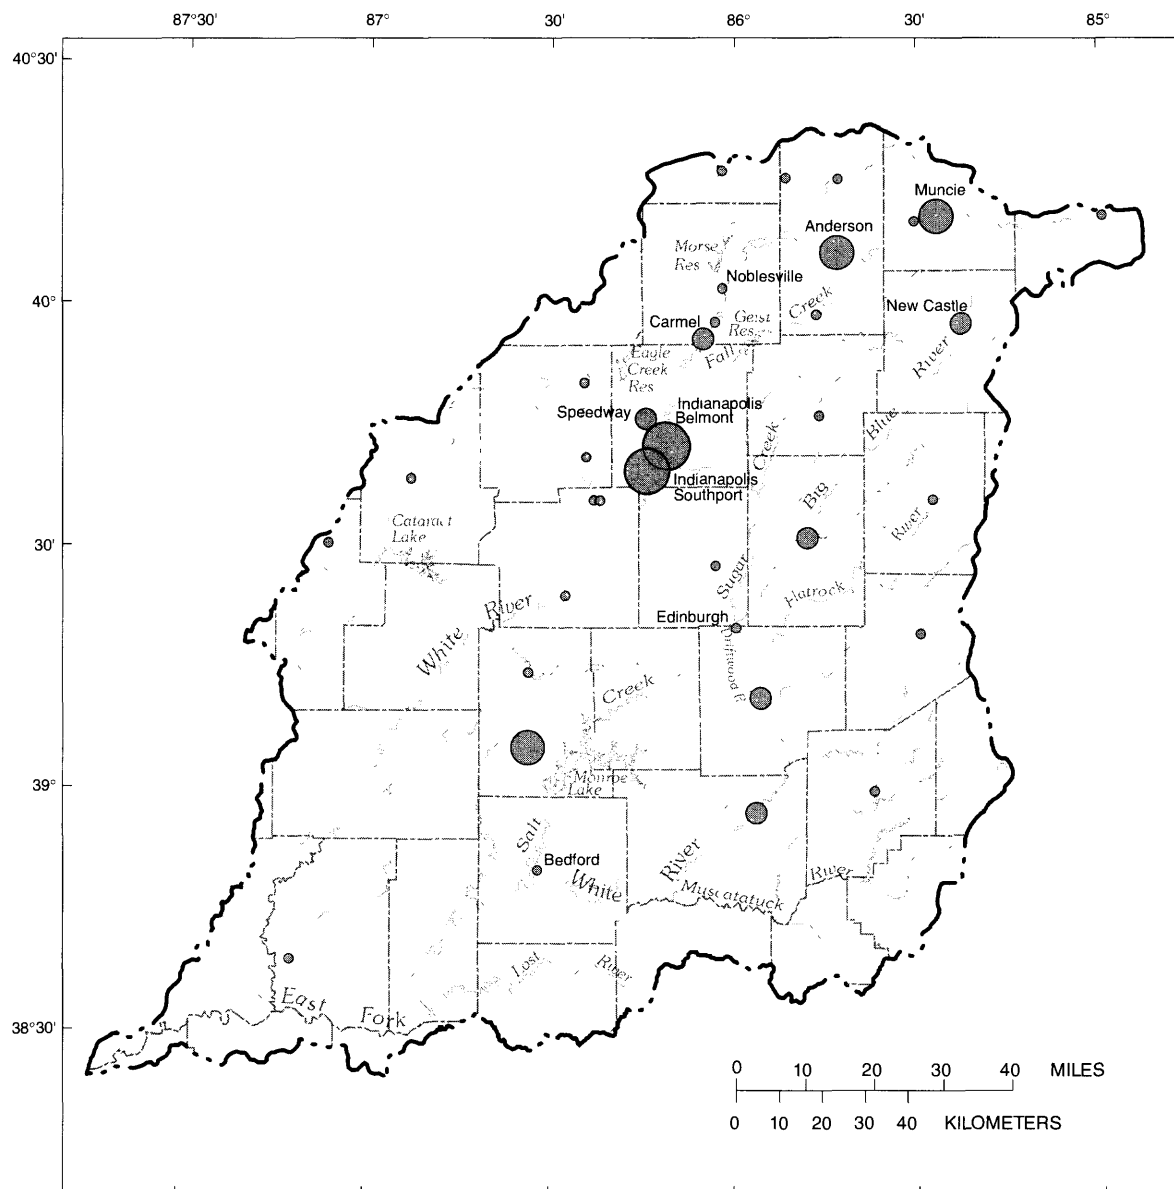 87°30'
87°
30'
86°
30'
85°
40°30'
Muncie
Anderson
Morse
Res
Noblesville
40°
Creek
New Castle
Carmel
Geist
Res
Fall
River
Eagle
Creek
Res
Speedway
Indianapolis
Belmont
Creek
Blue
Indianapolis
Southport
Big
River
Cataract
Lake
30'
Sugar
Flatrock
River
Edinburgh
White
Driftwood R
Creek
39°
Monroe
Lake
Salt
Bedford
White
River
River
Muscatatuck
Lost
River
East
Fork
38°30'
0 10 20 30 40 MILES
0 10 20 30 40 KILOMETERS